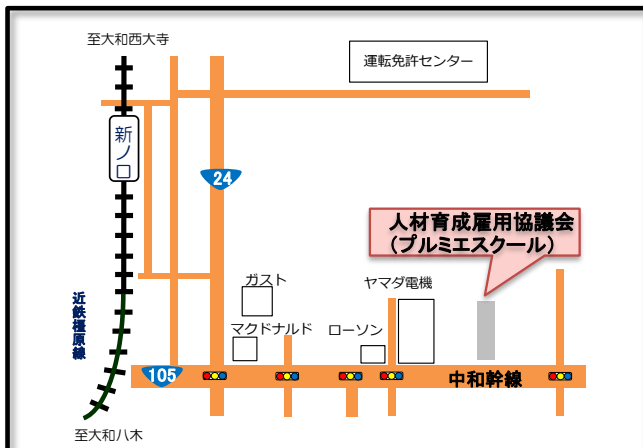 至大和西大寺
運転免許センター
新ノ口
24
人材育成雇用協議会
(プルミエスクール)
ガスト
ヤマダ電機
近鉄橿原線
マクドナルド
ローソン
105
中和幹線
至大和八木